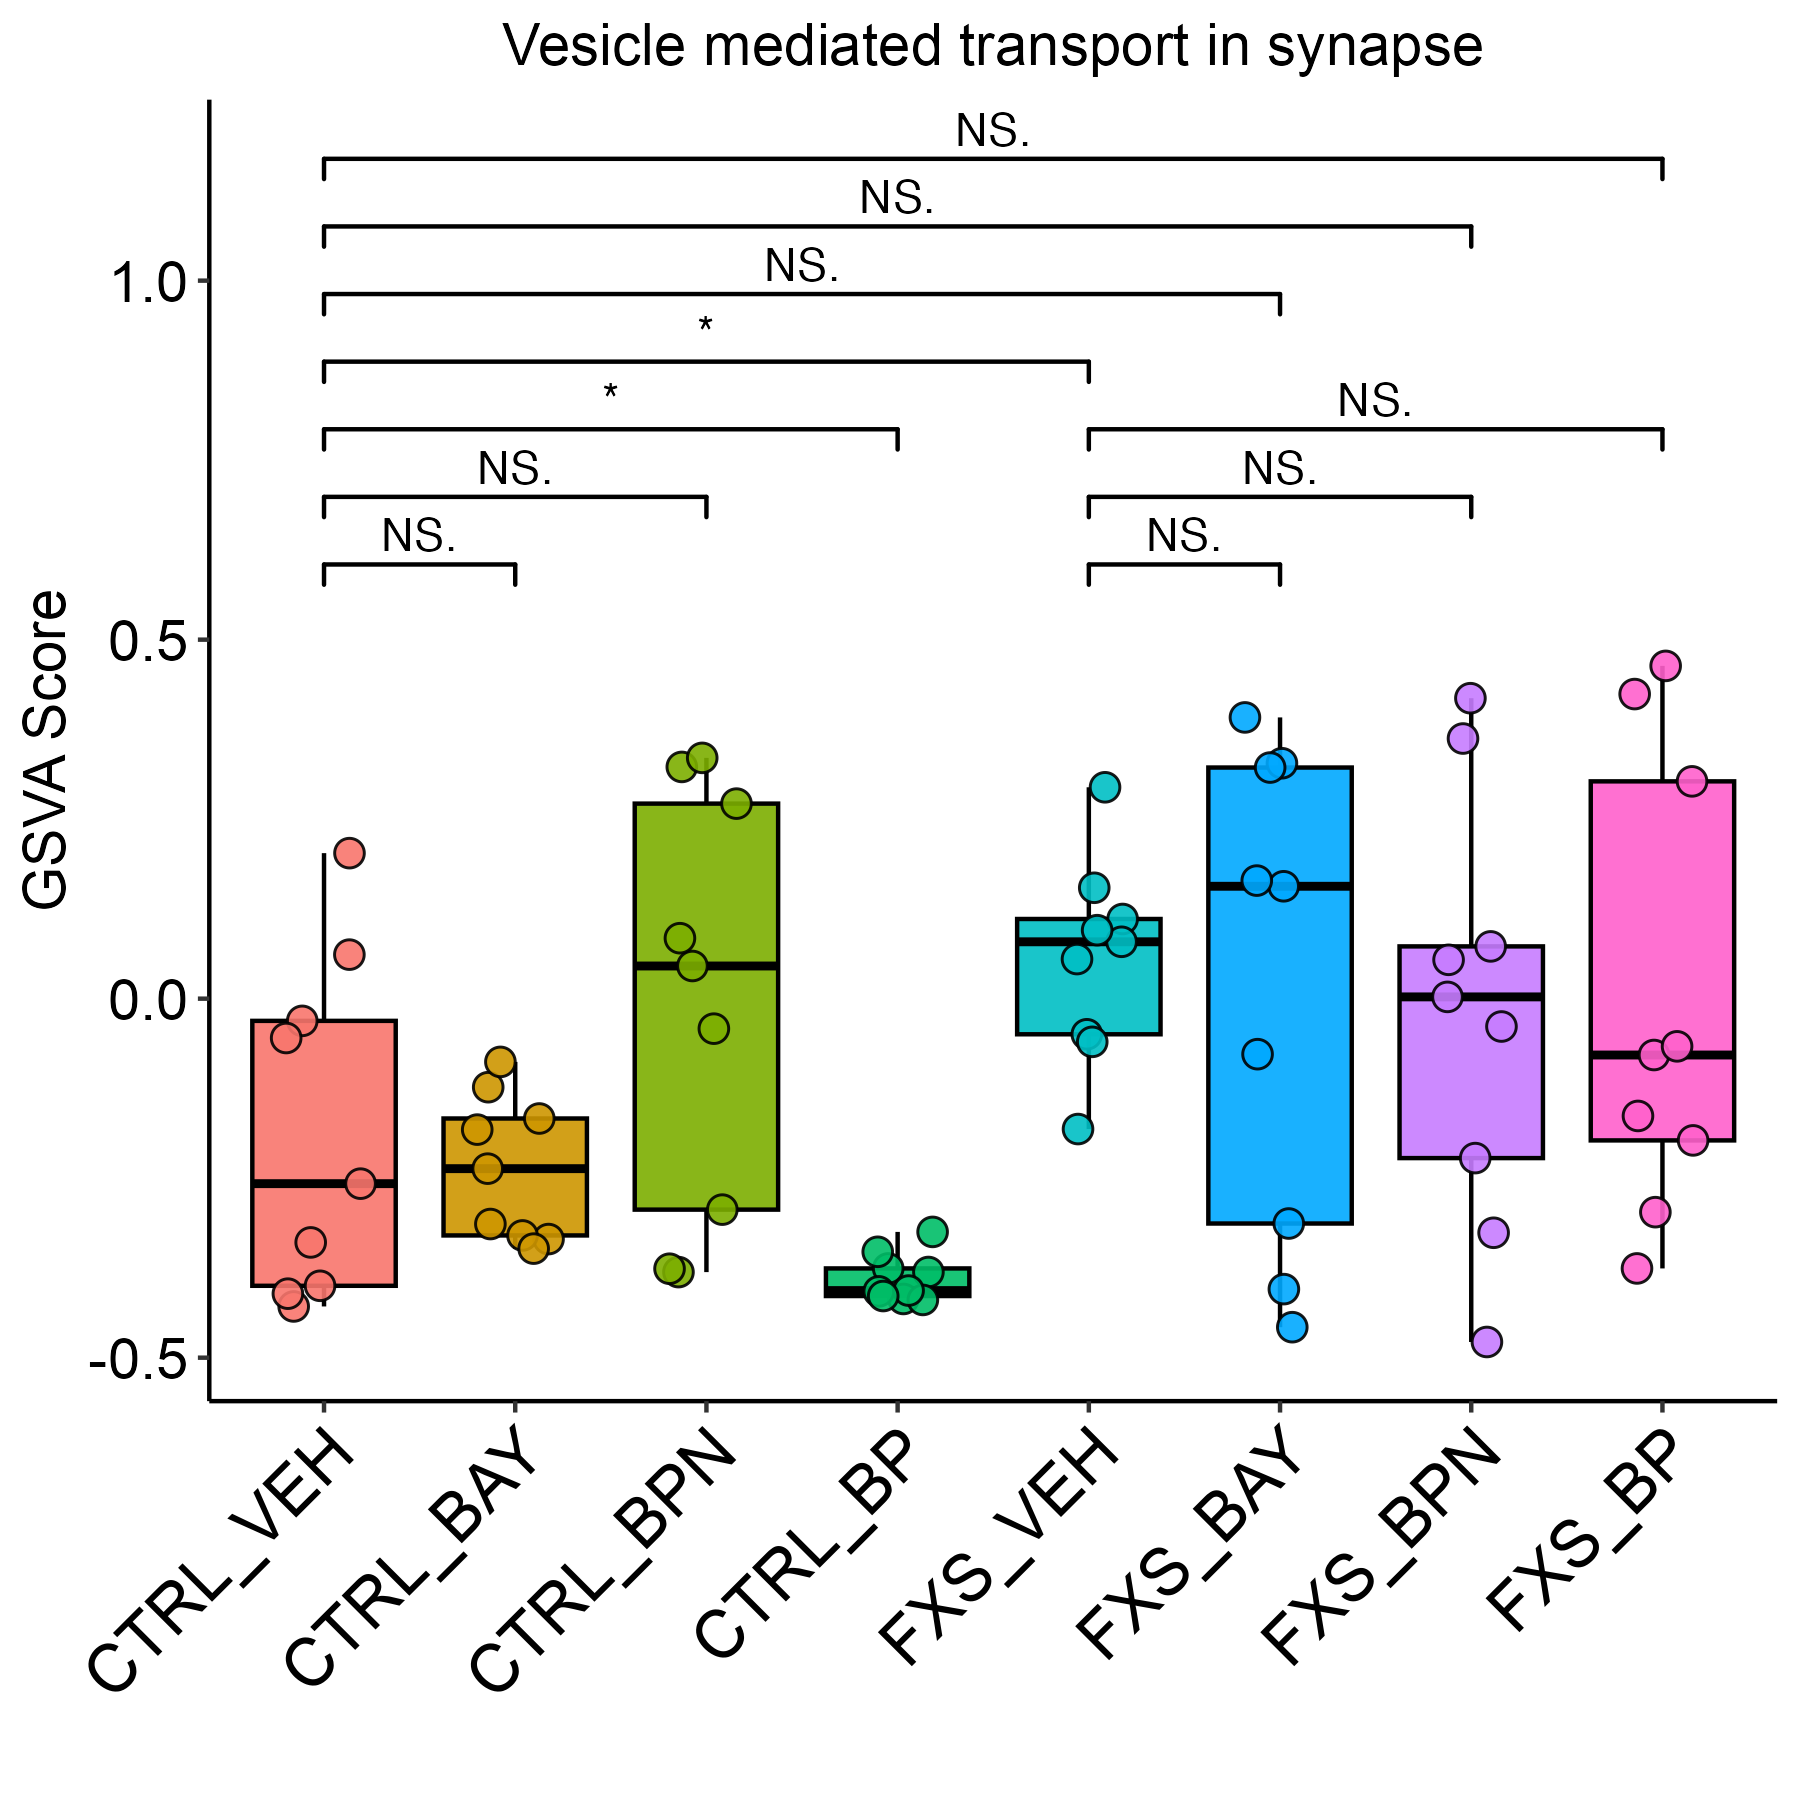 Vesicle mediated transport in synapse
NS.
NS.
NS.
*
*
NS.
NS.
NS.
NS.
NS.
GSVA Score
1.0
0.5
0.0
-0.5
CTRL_VEH
CTRL_BAY
CTRL_BPN
CTRL_BP
FXS_VEH
FXS_BAY
FXS_BPN
FXS_BP